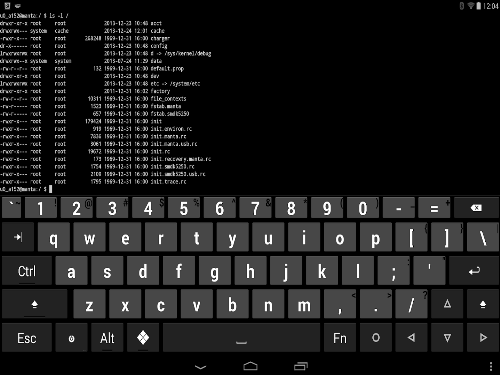 12:04
u0_a152@manta:/ $ ls -l /
drwxr-xr-x root root 2013-12-23 10:48 acct
drwxrwx--- system cache 2013-12-24 12:01 cache
-rwxr-x--- root root 268248 1969-12-31 16:00 charger
dr-x------ root root 2013-12-23 10:48 config
lrwxrwxrwx root root 2013-12-23 10:48 d -> /sys/kernel/debug
drwxrwx--x system system 2013-07-24 11:29 data
-rw-r--r-- root root 132 1969-12-31 16:00 default.prop
drwxr-xr-x root root 2013-12-23 10:48 dev
lrwxrwxrwx root root 2013-12-23 10:48 etc -> /system/etc
drwxrwx--x root root 2011-12-23 16:02 factory
-rw-r--r-- root root 10311 1969-12-31 16:00 file_contexts
-rw-r----- root root 1520 1969-12-31 16:00 fstab.manta
-rw-r----- root root 657 1969-12-31 16:00 fstab.smdk5250
-rwxr-x--- root root 179424 1969-12-31 16:00 init
-rwxr-x--- root root 919 1969-12-31 16:00 init.environ.rc
-rwxr-x--- root root 7829 1969-12-31 16:00 init.manta.rc
-rwxr-x--- root root 5061 1969-12-31 16:00 init.manta.usb.rc
-rwxr-x--- root root 19672 1969-12-31 16:00 init.rc
-rwxr-x--- root root 173 1969-12-31 16:00 init.recovery.manta.rc
-rwxr-x--- root root 1754 1969-12-31 16:00 init.smdk5250.rc
-rwxr-x--- root root 2108 1969-12-31 16:00 init.smdk5250.usb.rc
-rwxr-x--- root root 1795 1969-12-31 16:00 init.trace.rc
u0_a152@manta:/ $
` ~ 1 ! 2 @ 3 # 4 $ 5 % 6 ^ 7 & 8 * 9 ( 0 ) - _ = +
q w e r t y u i o p [ { ] } \ |
Ctrl a s d f g h j k l ; : ' "
z x c v b n m , < . > / ?
Esc Alt Fn